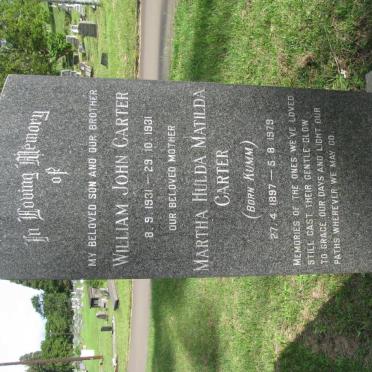 In Loving Memory
of
MY BELOVED SON AND OUR BROTHER
WILLIAM JOHN CARTER
8.9.1931 – 29.10.1931
OUR BELOVED MOTHER
MARTHA HULDA MATILDA
CARTER
(BORN KUMM)
27.4.1897 – 5.8.1979
MEMORIES OF THE ONES WE'VE LOVED
STILL CAST THEIR GENTLE GLOW
TO GRACE OUR DAYS AND LIGHT OUR
PATHS WHEREVER WE MAY GO